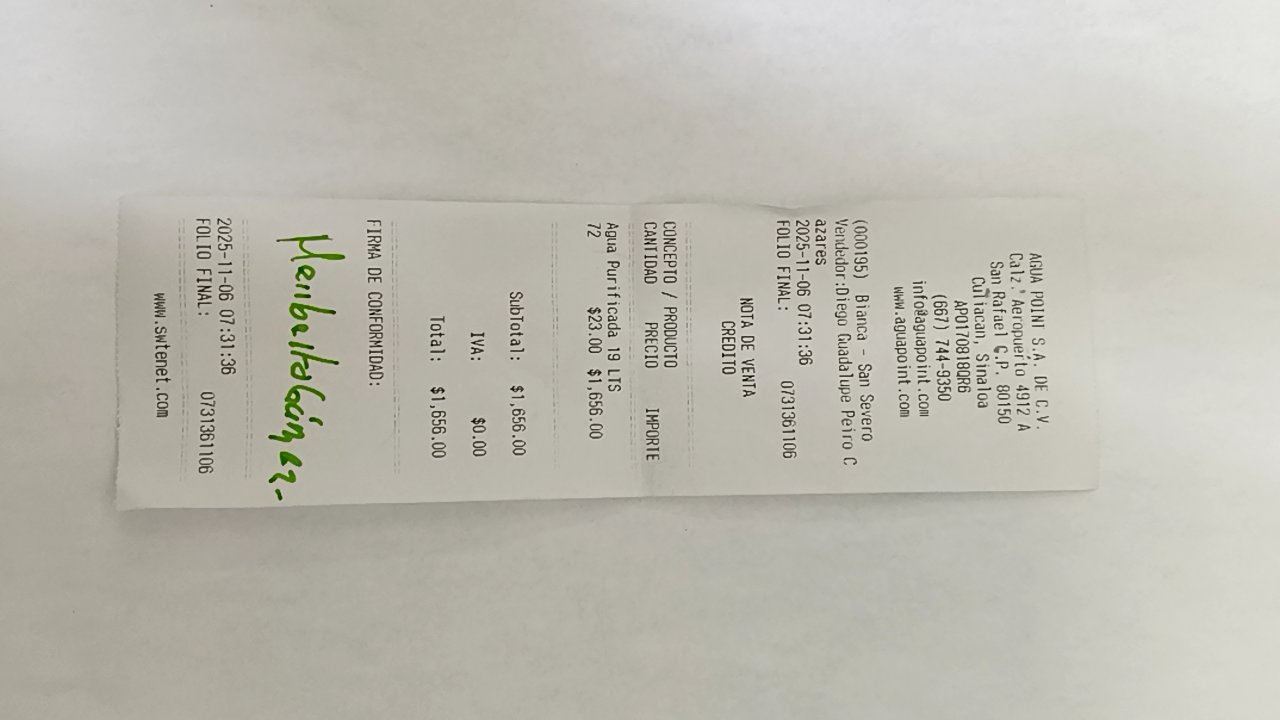 AGUA POINT S.A. DE C.V.
Calz. Aeropuerto 4912 A
San Rafael C.P. 80150
Culiacan, Sinaloa
APO170818QR6
(667) 744-9350
info@aguapoint.com
www.aguapoint.com
(000195) Bianca - San Severo
Vendedor:Diego Guadalupe Peiro C
azares
2025-11-06 07:31:36 0731361106
FOLIO FINAL:
NOTA DE VENTA
CREDITO
CONCEPTO / PRODUCTO
CANTIDAD PRECIO IMPORTE
Agua Purificada 19 LTS
72 $23.00 $1,656.00
SubTotal: $1,656.00
IVA: $0.00
Total: $1,656.00
FIRMA DE CONFORMIDAD:
2025-11-06 07:31:36
FOLIO FINAL: 0731361106
www.swtenet.com